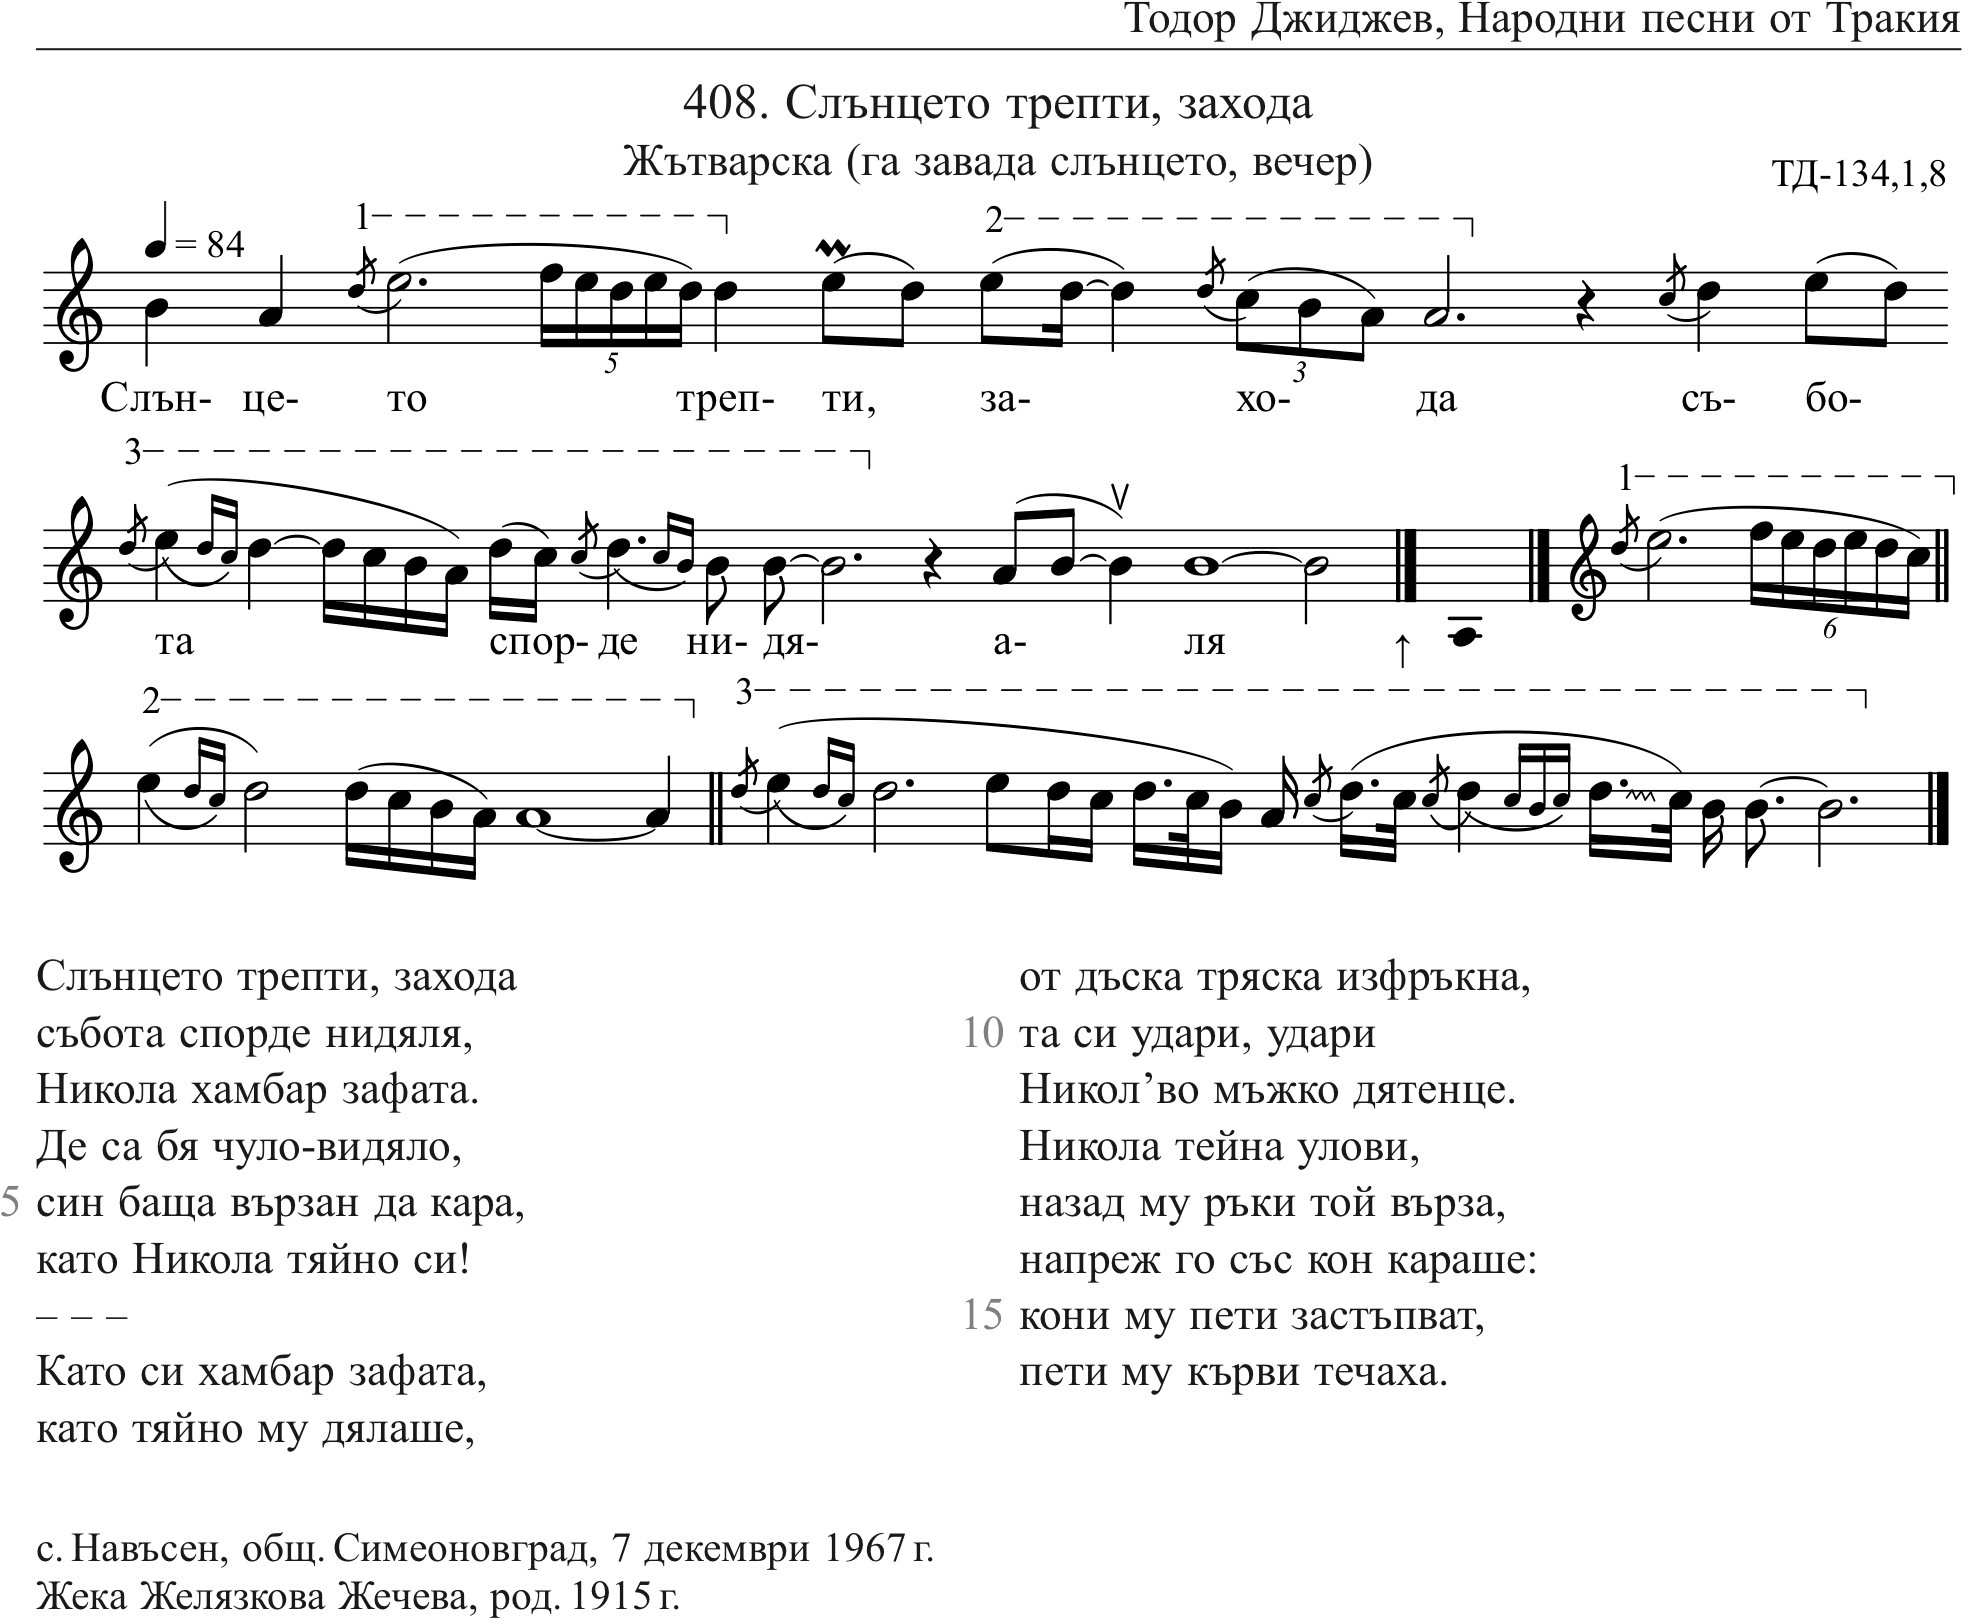 Тодор Джиджев, Народни песни от Тракия
408. Слънцето трепти, захода
Жътварска (га завада слънцето, вечер)
ТД-134,1,8
1 2
= 84
5 3
Слън- це- то треп- ти, за- хо- да съ- бо-
3 1
та спор- де ни- дя- а- ля ↑
6
2 3
Слънцето трепти, захода
събота спорде нидяля,
Никола хамбар зафата.
Де са бя чуло-видяло,
5 син баща вързан да кара,
като Никола тяйно си!
– – –
Като си хамбар зафата,
като тяйно му дялаше,
от дъска тряска изфръкна,
10 та си удари, удари
Никол’во мъжко дятенце.
Никола тейна улови,
назад му ръки той върза,
напреж го със кон караше:
15 кони му пети застъпват,
пети му кърви течаха.
с. Навъсен, общ. Симеоновград, 7 декември 1967 г.
Жека Желязкова Жечева, род. 1915 г.